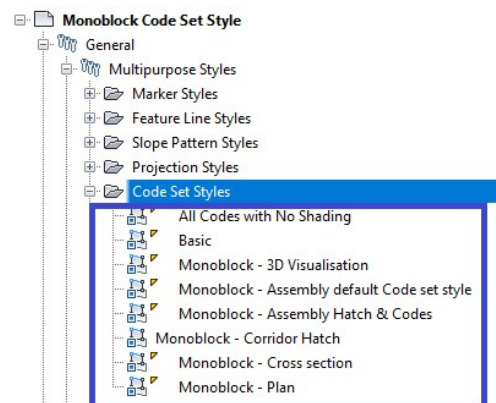 Monoblock Code Set Style
General
Multipurpose Styles
Marker Styles
Feature Line Styles
Slope Pattern Styles
Projection Styles
Code Set Styles
All Codes with No Shading
Basic
Monoblock - 3D Visualisation
Monoblock - Assembly default Code set style
Monoblock - Assembly Hatch & Codes
Monoblock - Corridor Hatch
Monoblock - Cross section
Monoblock - Plan